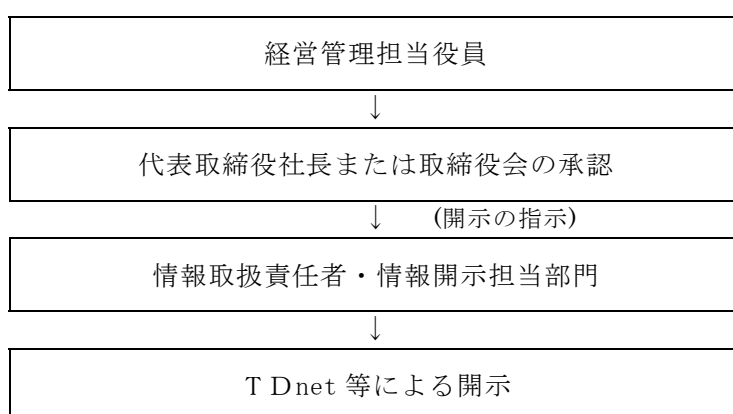 経営管理担当役員
↓
代表取締役社長または取締役会の承認
↓ (開示の指示)
情報取扱責任者・情報開示担当部門
↓
ＴＤnet 等による開示